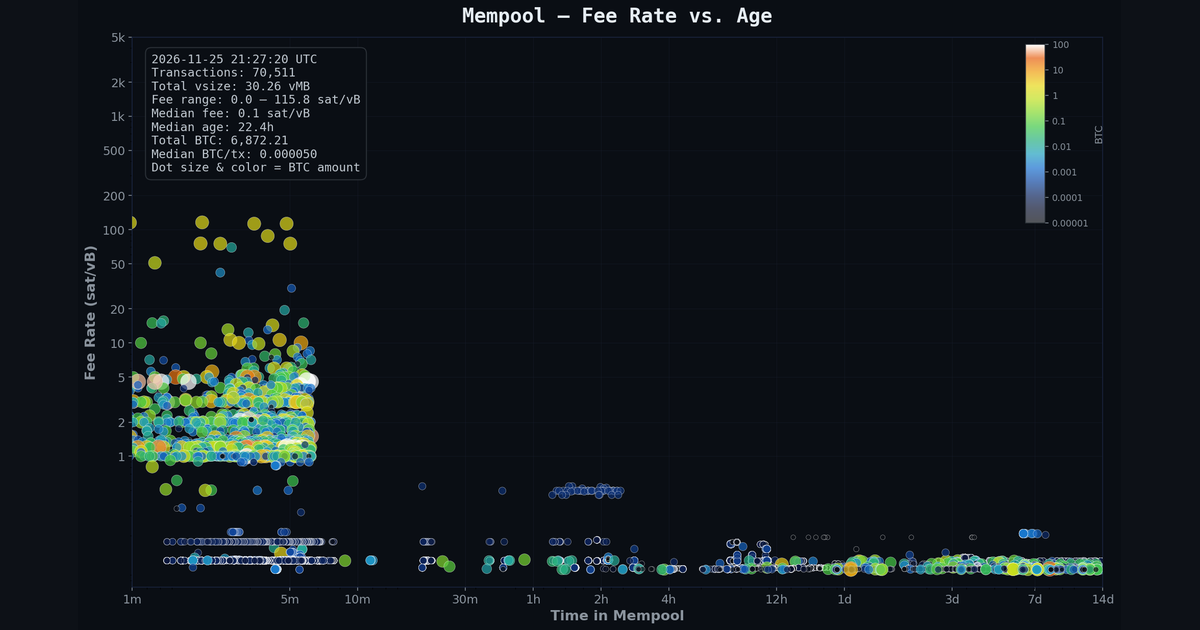 Mempool — Fee Rate vs. Age
5k
2k
1k
500
200
100
50
20
10
5
2
1
Fee Rate (sat/vB)
2026-11-25 21:27:20 UTC
Transactions: 70,511
Total vsize: 30.26 vMB
Fee range: 0.0 – 115.8 sat/vB
Median fee: 0.1 sat/vB
Median age: 22.4h
Total BTC: 6,872.21
Median BTC/tx: 0.000050
Dot size & color = BTC amount
100
10
1
0.1
0.01
0.001
0.0001
0.00001
BTC
1m
5m
10m
30m
1h
2h
4h
12h
1d
3d
7d
14d
Time in Mempool